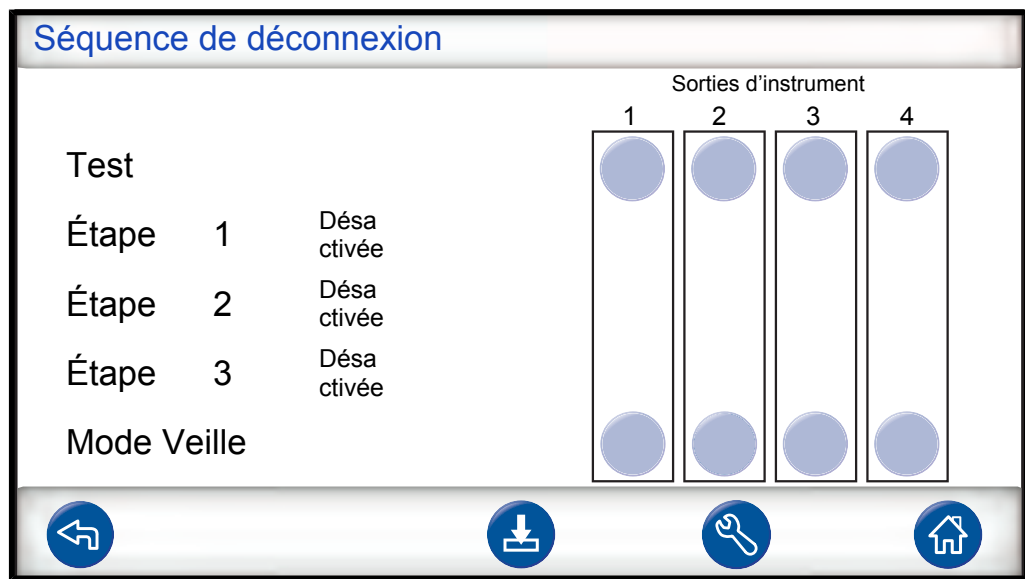 Séquence de déconnexion
Sorties d'instrument
1 2 3 4
Test
Étape 1 Désa
ctivée
Étape 2 Désa
ctivée
Étape 3 Désa
ctivée
Mode Veille